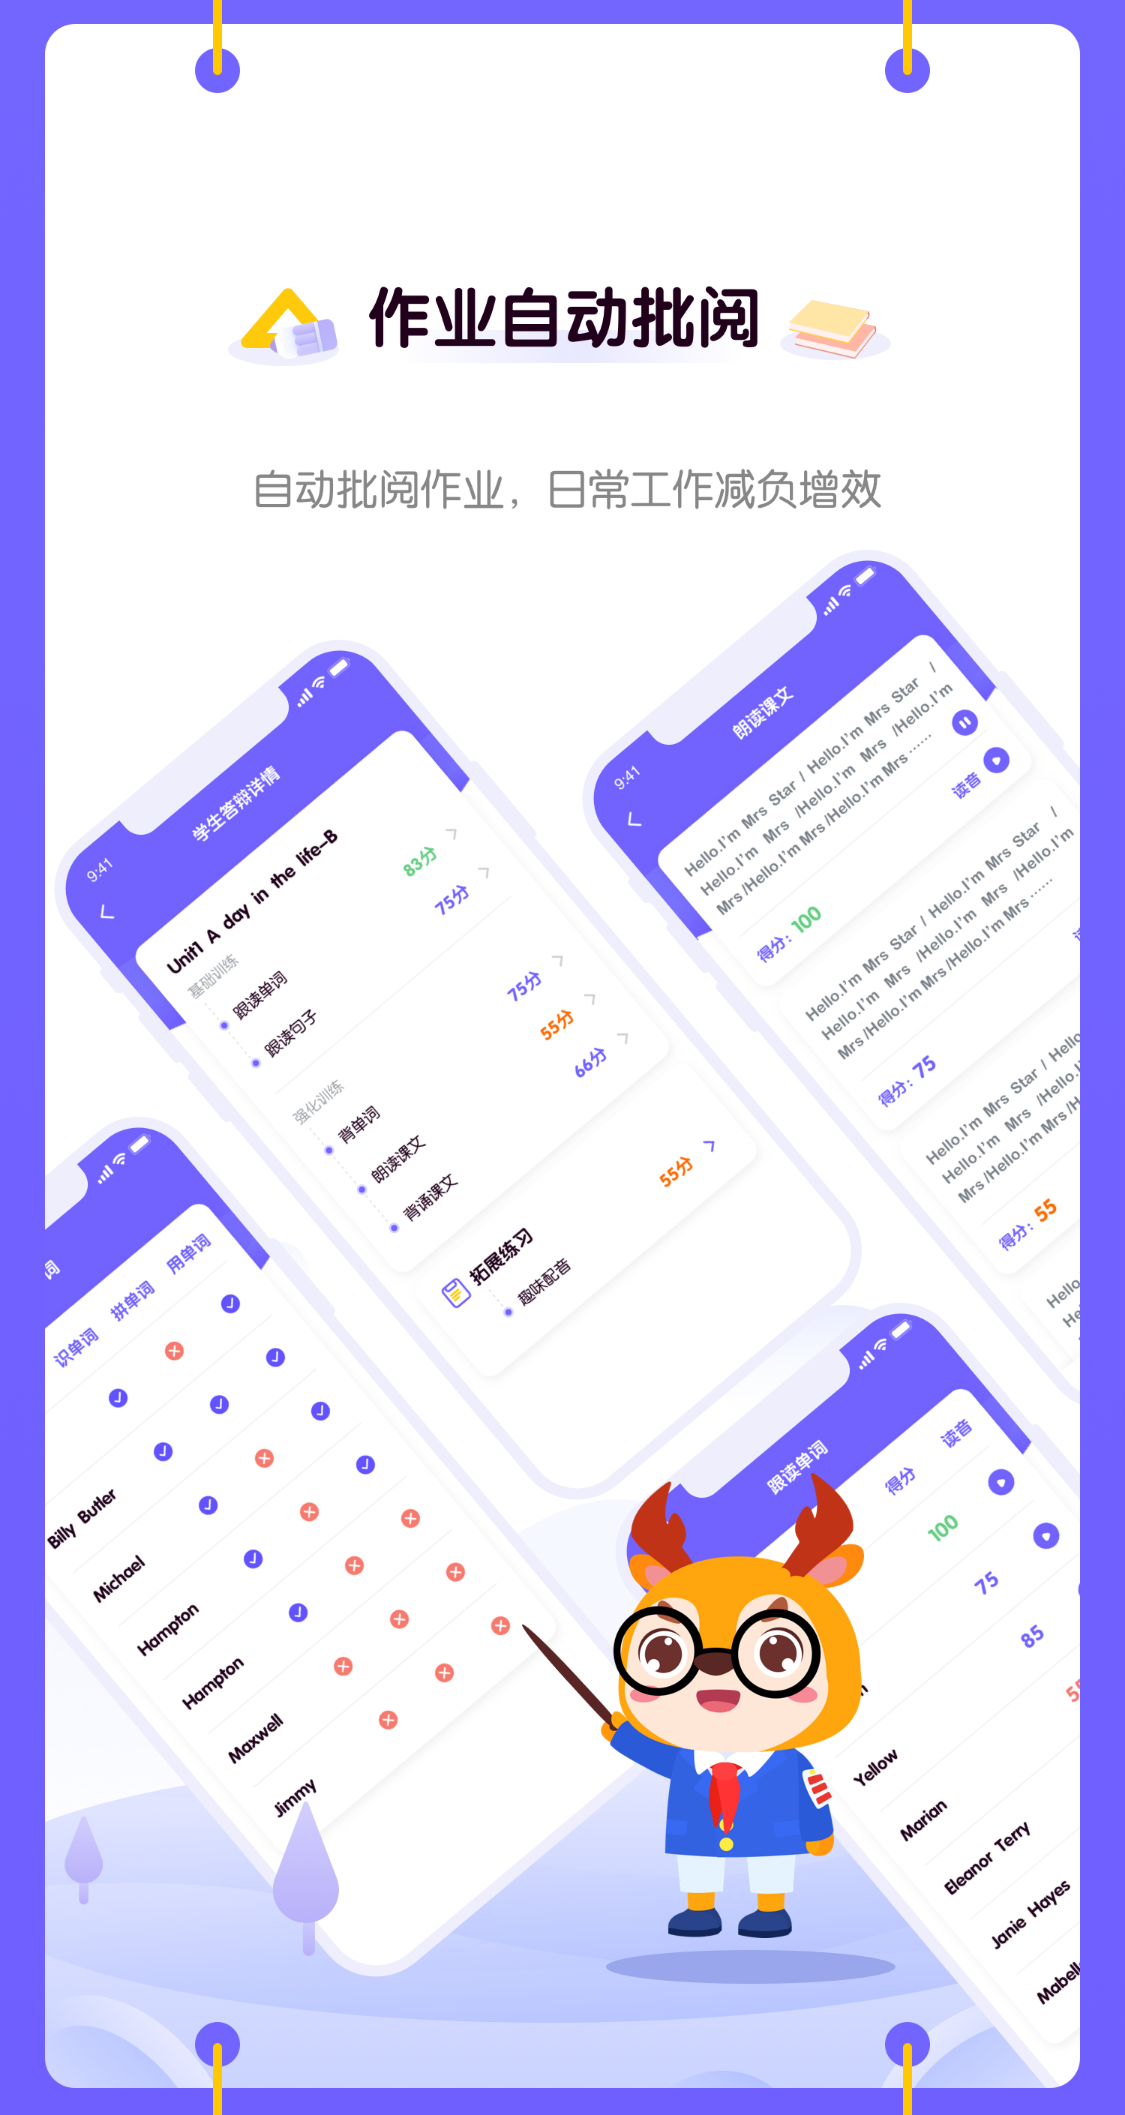 作业自动批阅
自动批阅作业，日常工作减负增效
9:41
学生答辩详情
Unit1 A day in the life-B
基础训练
跟读单词
83分
跟读句子
75分
强化训练
背单词
75分
朗读课文
55分
背诵课文
66分
拓展练习
趣味配音
55分
9:41
朗读课文
Hello.I'm Mrs Star / Hello.I'm Mrs Star /
Hello.I'm Mrs /Hello.I'm Mrs /Hello.I'm
Mrs /Hello.I'm Mrs /Hello.I'm Mrs ······
得分: 100
读音
Hello.I'm Mrs Star / Hello.I'm Mrs Star /
Hello.I'm Mrs /Hello.I'm Mrs /Hello.I'm
Mrs /Hello.I'm Mrs /Hello.I'm Mrs ······
得分: 75
Hello.I'm Mrs Star / Hello
Hello.I'm Mrs /Hello.I
Mrs /Hello.I'm Mrs /H
得分: 55
Hello
He
词
识单词
拼单词
用单词
Billy Butler
Michael
Hampton
Hampton
Maxwell
Jimmy
跟读单词
得分
读音
100
75
85
Yellow
Marian
Eleanor Terry
Janie Hayes
Mabell